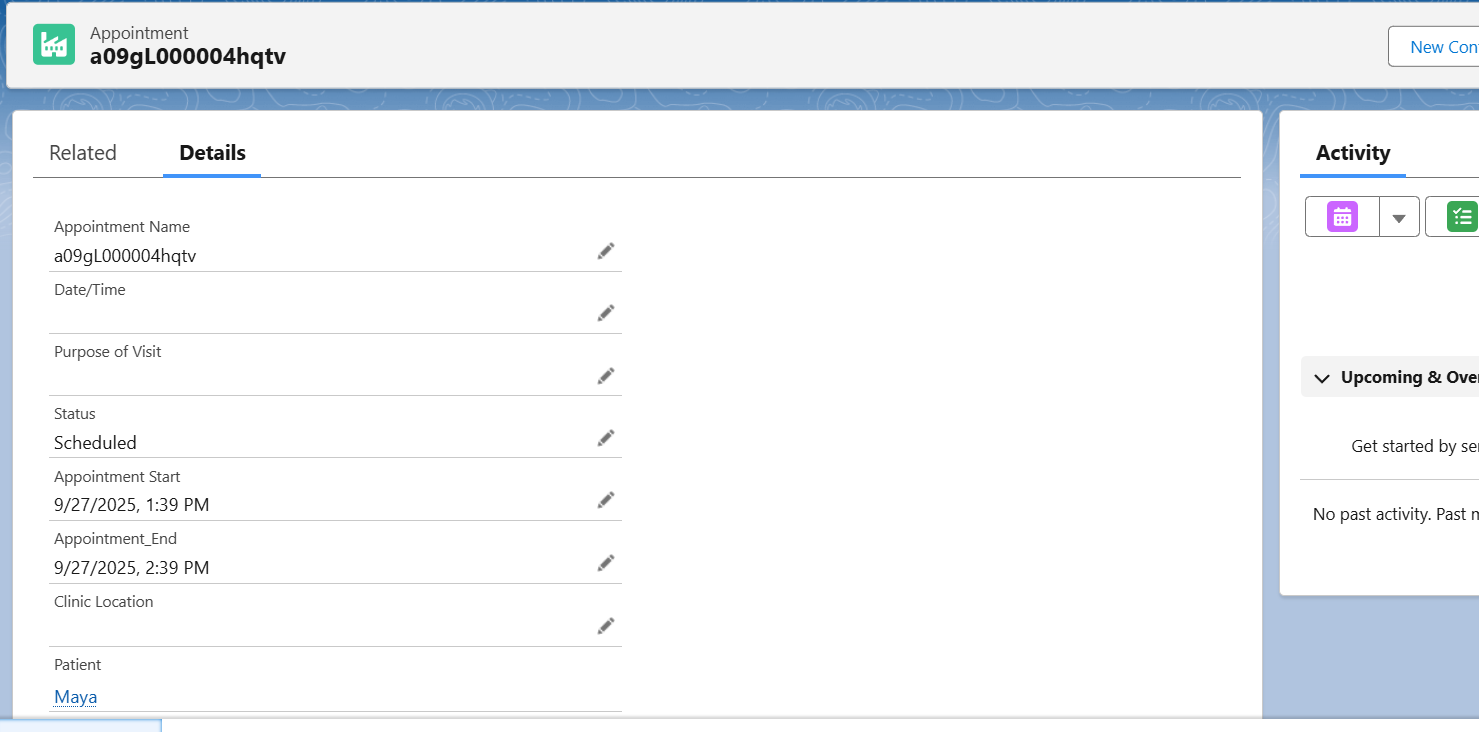 Appointment
a09gL000004hqtv
New Con
Related
Details
Activity
Appointment Name
a09gL000004hqtv
Date/Time
Purpose of Visit
Status
Scheduled
Appointment Start
9/27/2025, 1:39 PM
Appointment_End
9/27/2025, 2:39 PM
Clinic Location
Patient
Maya
Upcoming & Over
Get started by se
No past activity. Past m